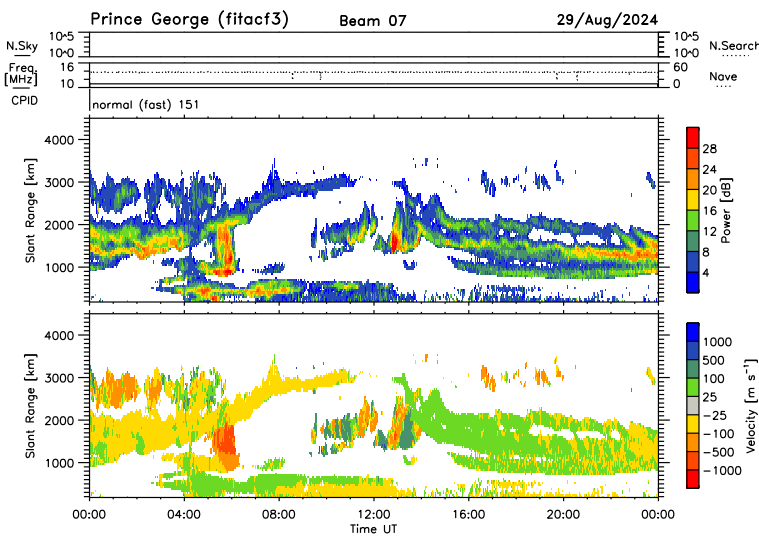 Prince George (fitacf3) Beam 07 29/Aug/2024
N.Sky 10^5 10^0 10^5 10^0 N.Search
Freq [MHz] 16 10 60 0 Nave
CPID normal (fast) 151
Slant Range [km] 4000 3000 2000 1000
Power [dB] 28 24 20 16 12 8 4
Slant Range [km] 4000 3000 2000 1000
Velocity [m s⁻¹] 1000 500 100 25 −25 −100 −500 −1000
00:00 04:00 08:00 12:00 16:00 20:00 00:00
Time UT